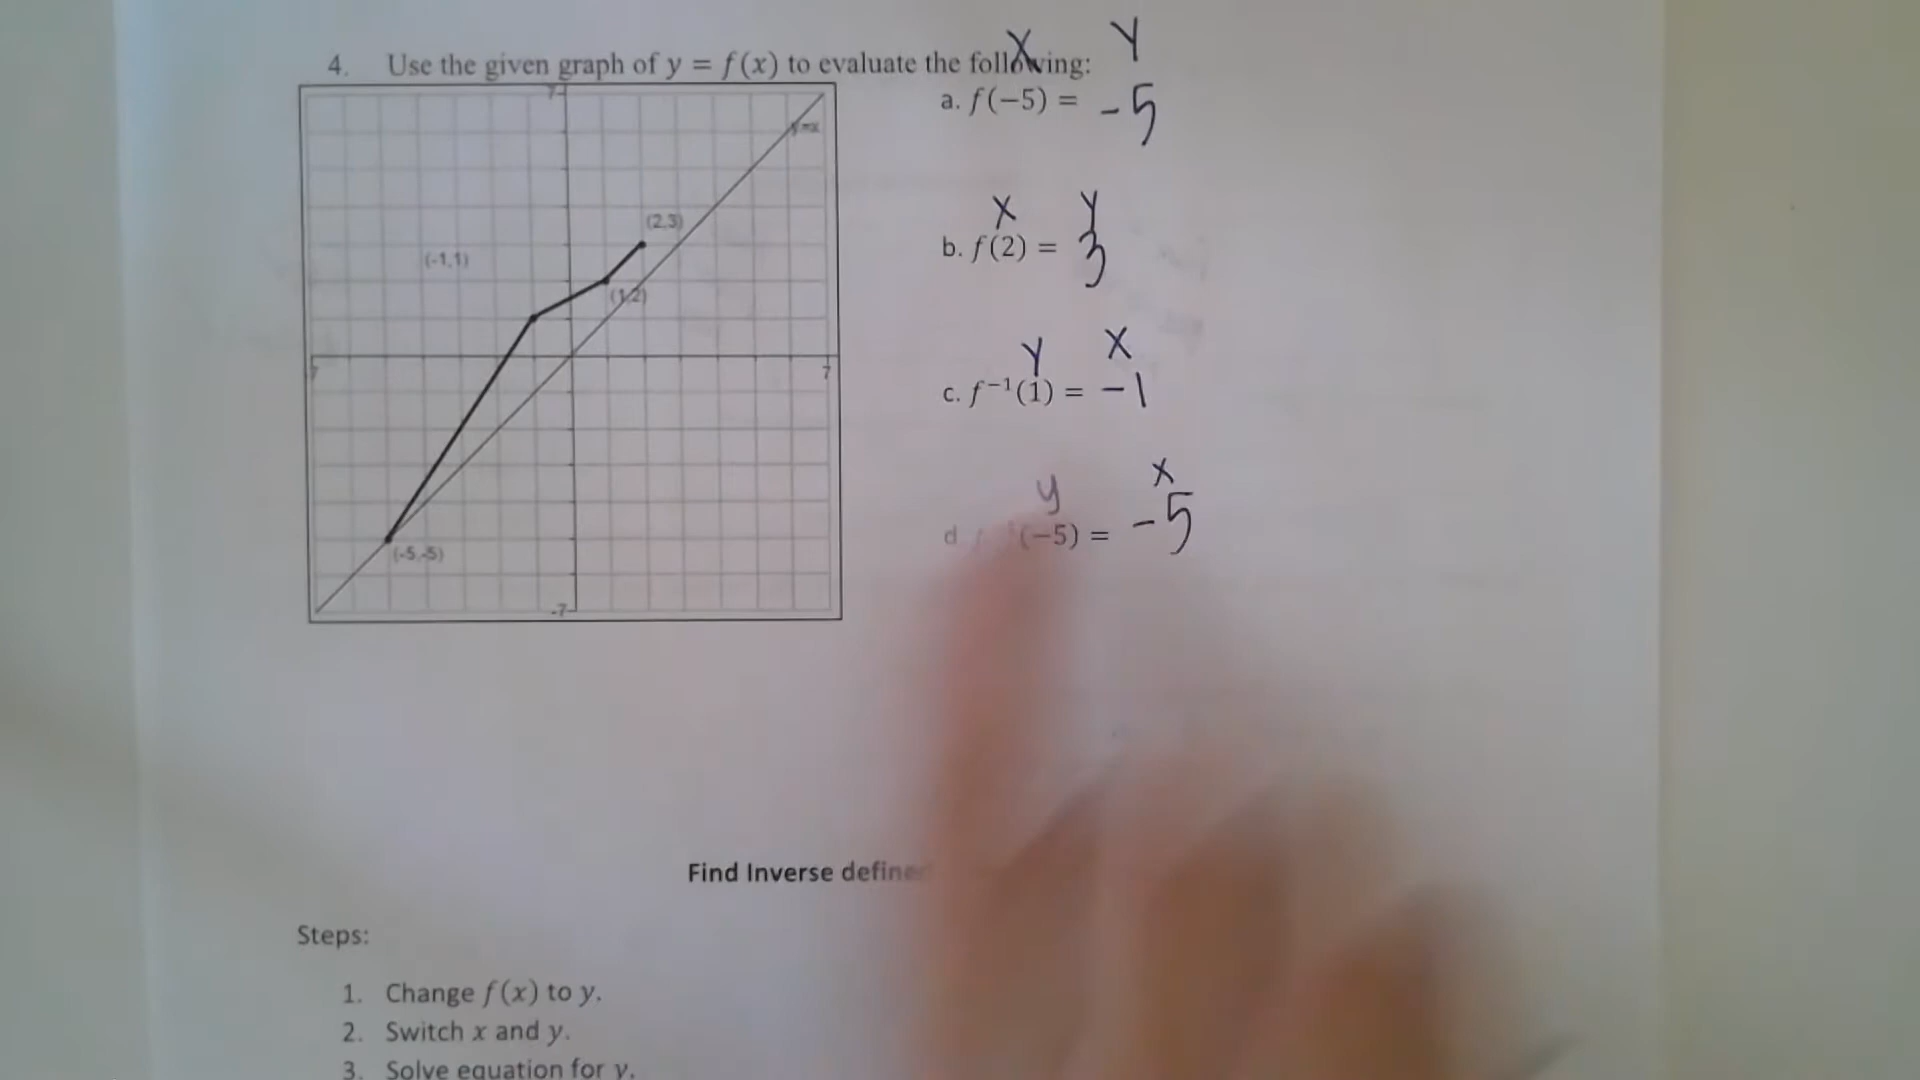 4. Use the given graph of y = f(x) to evaluate the following:
X Y
a. f(−5) = -5
X Y
b. f(2) = 3
Y X
c. f⁻¹(1) = -1
y X
d (−5) = -5
7
y=x
(2,3)
(-1,1)
(1,2)
7
(-5,-5)
-7
Find Inverse define
Steps:
1. Change f(x) to y.
2. Switch x and y.
3. Solve equation for y.